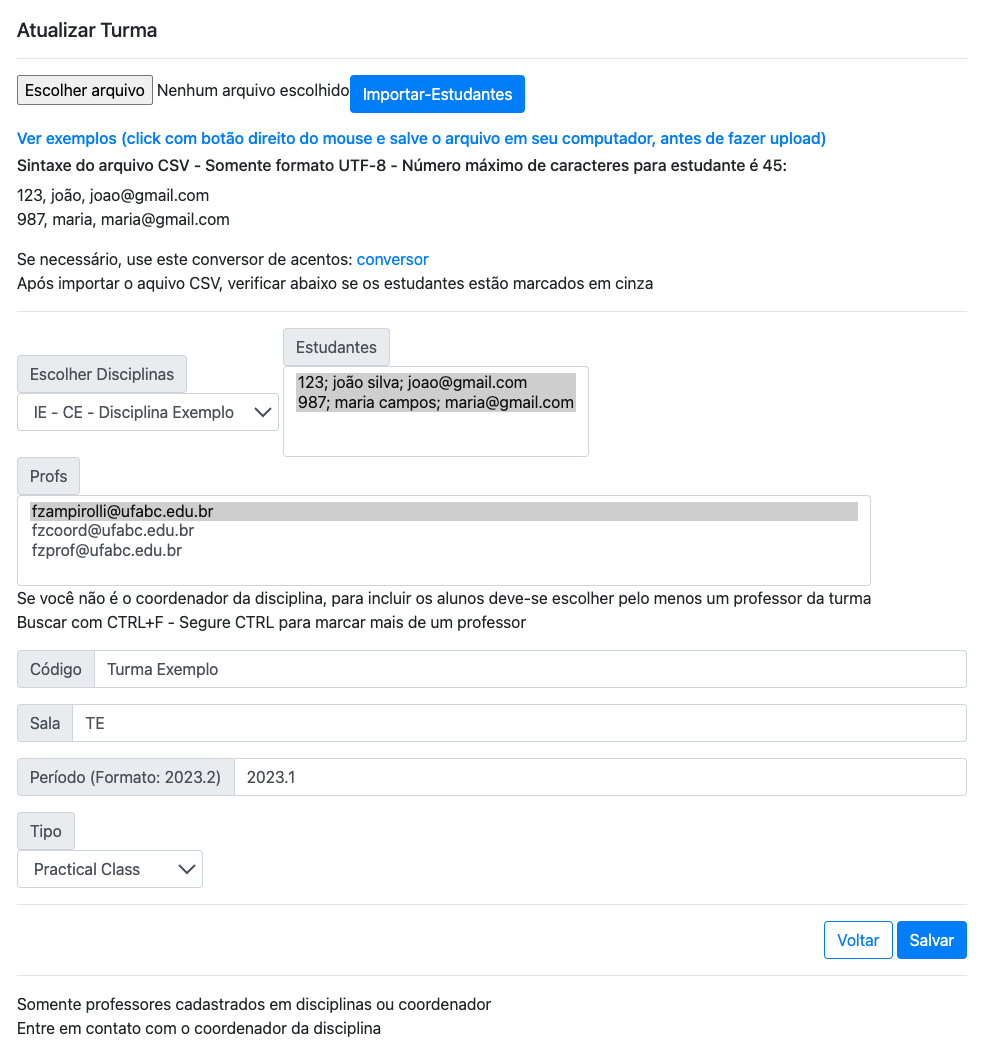 Atualizar Turma
Escolher arquivo Nenhum arquivo escolhido Importar-Estudantes
Ver exemplos (click com botão direito do mouse e salve o arquivo em seu computador, antes de fazer upload)
Sintaxe do arquivo CSV - Somente formato UTF-8 - Número máximo de caracteres para estudante é 45:
123, joão, joao@gmail.com
987, maria, maria@gmail.com
Se necessário, use este conversor de acentos: conversor
Após importar o aquivo CSV, verificar abaixo se os estudantes estão marcados em cinza
Escolher Disciplinas
IE - CE - Disciplina Exemplo
Estudantes
123; joão silva; joao@gmail.com
987; maria campos; maria@gmail.com
Profs
fzampirolli@ufabc.edu.br
fzcoord@ufabc.edu.br
fzprof@ufabc.edu.br
Se você não é o coordenador da disciplina, para incluir os alunos deve-se escolher pelo menos um professor da turma
Buscar com CTRL+F - Segure CTRL para marcar mais de um professor
Código Turma Exemplo
Sala TE
Período (Formato: 2023.2) 2023.1
Tipo
Practical Class
Voltar Salvar
Somente professores cadastrados em disciplinas ou coordenador
Entre em contato com o coordenador da disciplina